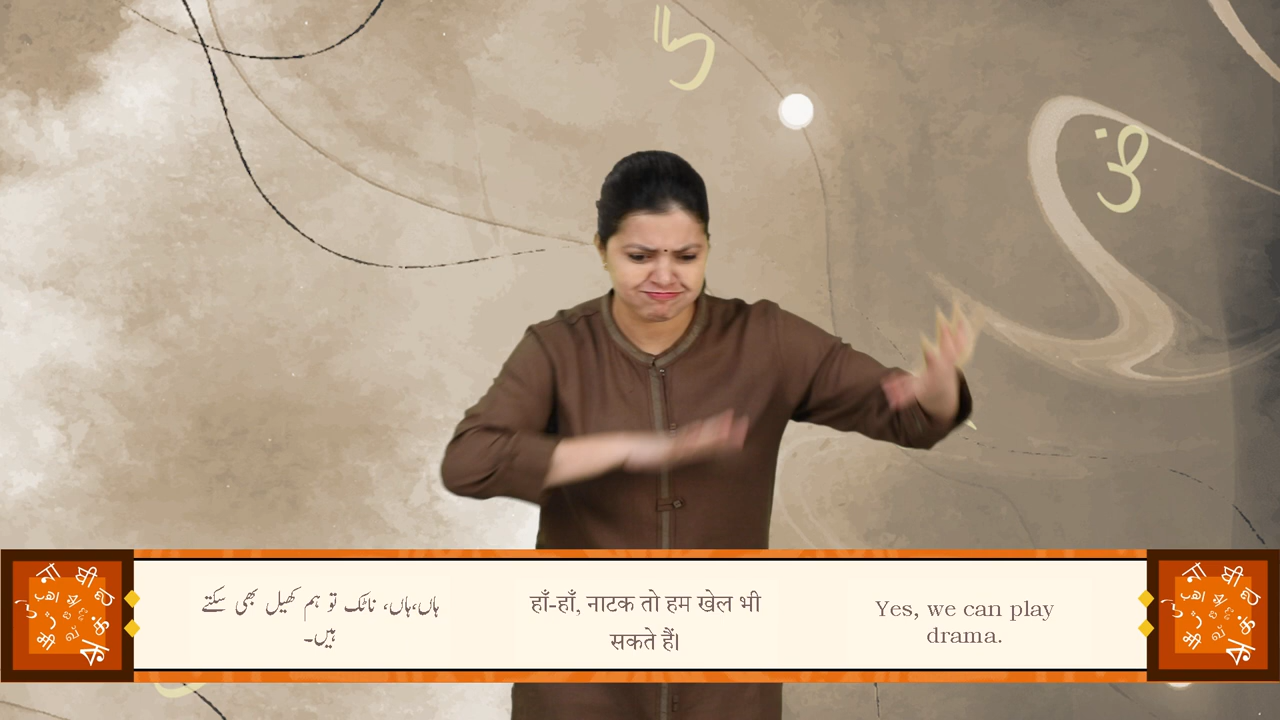 ہاں،ہاں، ناٹک تو ہم کھیل بھی سکتے
ہیں۔
हाँ-हाँ, नाटक तो हम खेल भी
सकते हैं।
Yes, we can play
drama.
ض